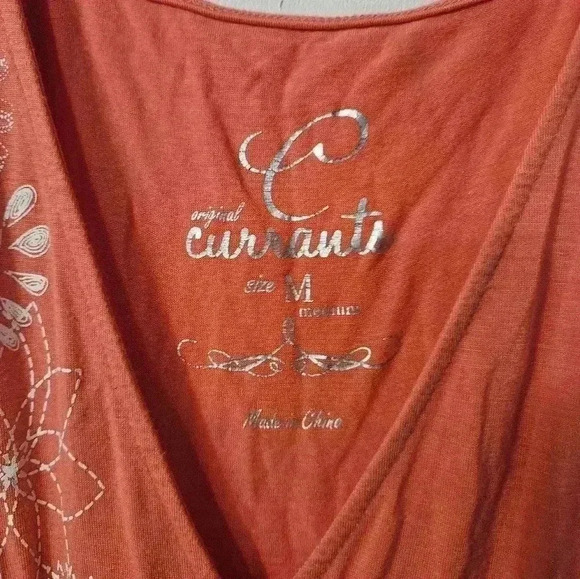 C
original
currants
size M
medium
Made in China